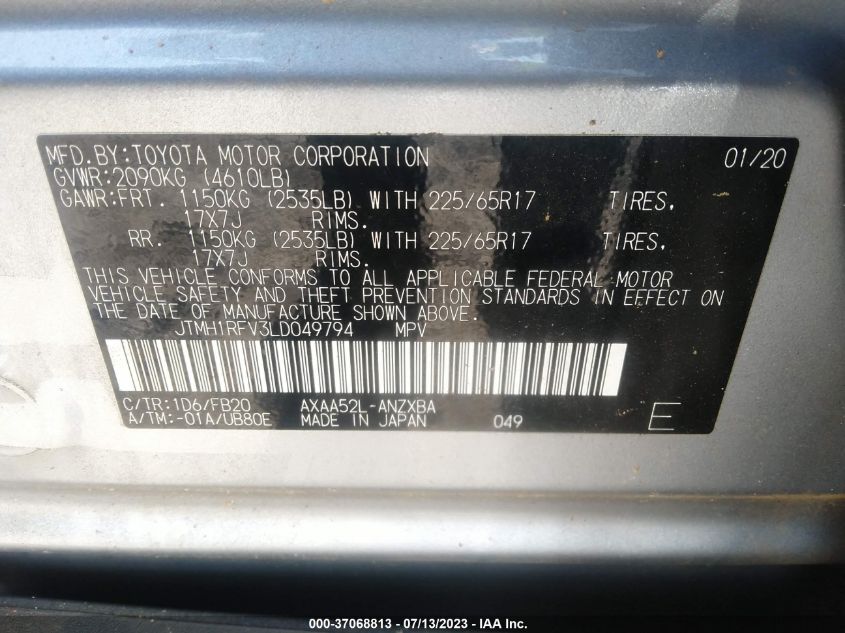 MFD.BY:TOYOTA MOTOR CORPORATION 01/20
GVWR:2090KG (4610LB)
GAWR:FRT. 1150KG (2535LB) WITH 225/65R17 TIRES,
17X7J RIMS.
RR. 1150KG (2535LB) WITH 225/65R17 TIRES,
17X7J RIMS.
THIS VEHICLE CONFORMS TO ALL APPLICABLE FEDERAL MOTOR
VEHICLE SAFETY AND THEFT PREVENTION STANDARDS IN EFFECT ON
THE DATE OF MANUFACTURE SHOWN ABOVE.
JTMH1RFV3LD049794 MPV
C/TR:1D6/FB20 AXAA52L-ANZXBA
A/TM:-01A/UB80E MADE IN JAPAN 049 E
000-37068813 - 07/13/2023 - IAA Inc.